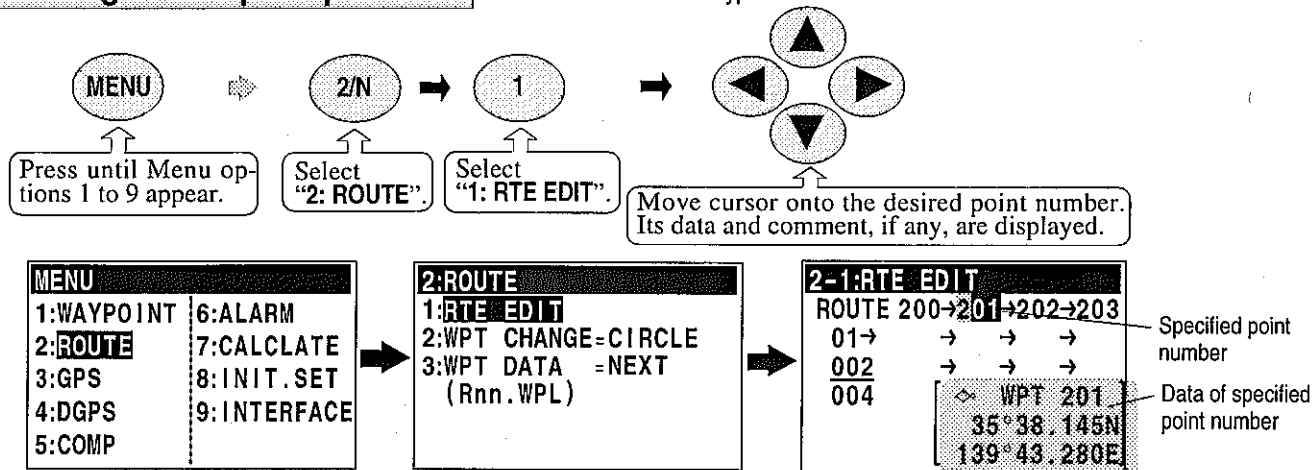 MENU
2/N
1
Press until Menu op-
tions 1 to 9 appear.
Select
“2: ROUTE”.
Select
“1: RTE EDIT”.
Move cursor onto the desired point number.
Its data and comment, if any, are displayed.
MENU
1:WAYPOINT 6:ALARM
2:ROUTE 7:CALCLATE
3:GPS 8:INIT.SET
4:DGPS 9:INTERFACE
5:COMP
2:ROUTE
1:RTE EDIT
2:WPT CHANGE=CIRCLE
3:WPT DATA =NEXT
(Rnn.WPL)
2-1:RTE EDIT
ROUTE 200→201→202→203
01→ → → →
002 → → →
004
WPT 201
35°38.145N
139°43.280E
Specified point
number
Data of specified
point number